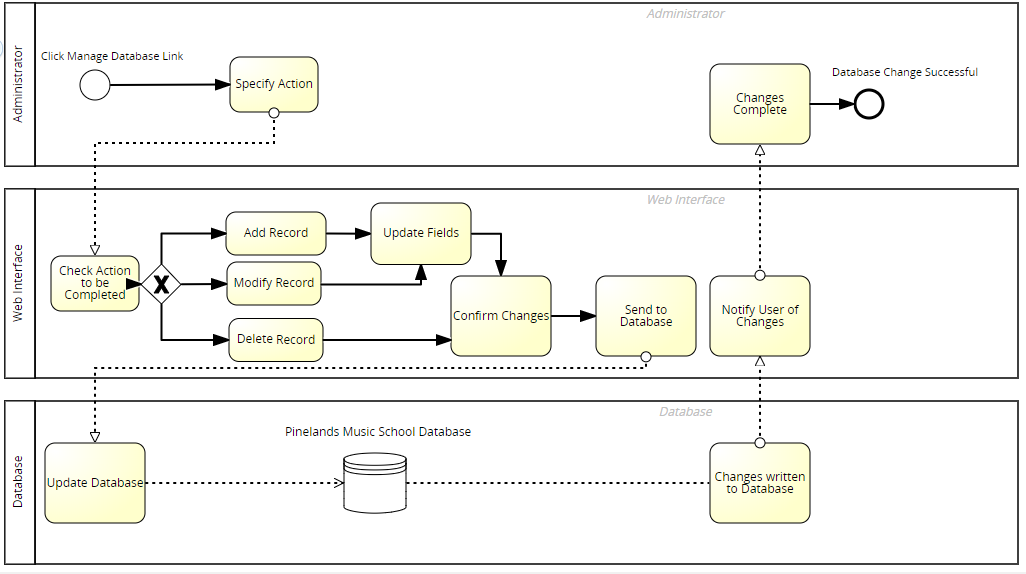 Administrator
Administrator
Click Manage Database Link
Specify Action
Changes
Complete
Database Change Successful
Web Interface
Web Interface
Check Action
to be
Completed
X
Add Record
Modify Record
Delete Record
Update Fields
Confirm Changes
Send to
Database
Notify User of
Changes
Database
Database
Update Database
Pinelands Music School Database
Changes written
to Database